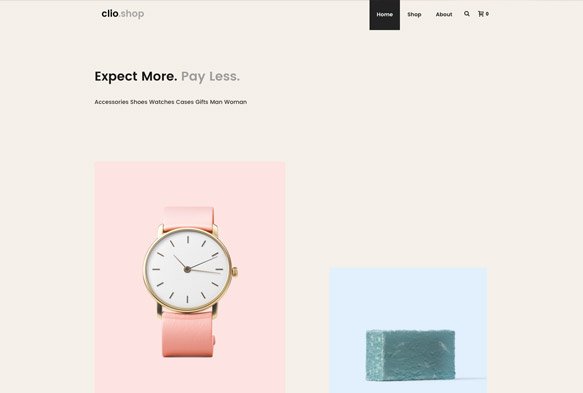 clio.shop
Home Shop About 0
Expect More. Pay Less.
Accessories Shoes Watches Cases Gifts Man Woman